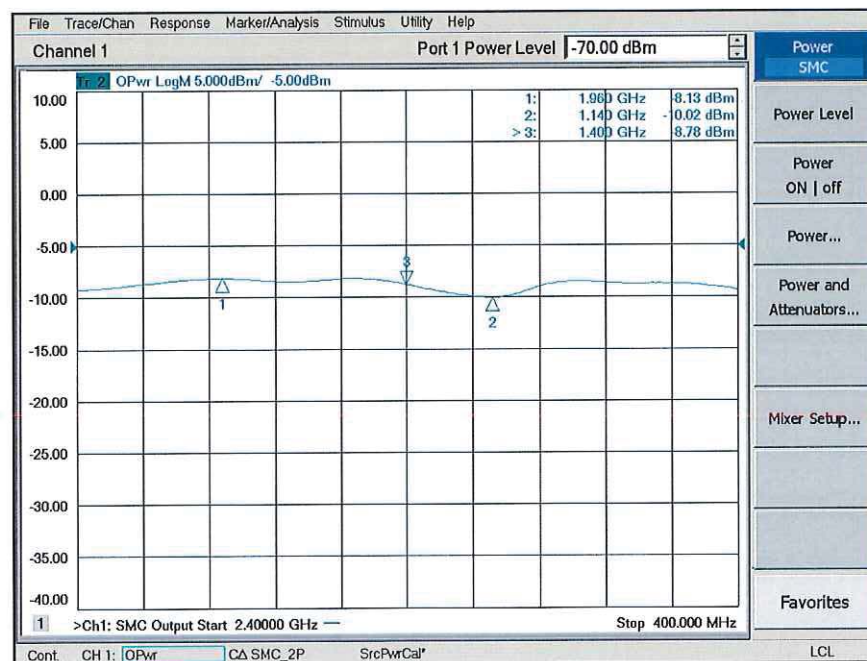 File Trace/Chan Response Marker/Analysis Stimulus Utility Help
Channel 1 Port 1 Power Level -70.00 dBm
Tr 2 OPwr LogM 5.000dBm/ -5.00dBm
1: 1.960 GHz -8.13 dBm
2: 1.140 GHz -10.02 dBm
> 3: 1.400 GHz -8.78 dBm
10.00
5.00
0.00
-5.00
-10.00
-15.00
-20.00
-25.00
-30.00
-35.00
-40.00
3
1
2
1 >Ch1: SMC Output Start 2.40000 GHz — Stop 400.000 MHz
Cont. CH 1: OPwr CΔ SMC_2P SrcPwrCal* LCL
Power
SMC
Power Level
Power
ON | off
Power...
Power and
Attenuators...
Mixer Setup...
Favorites